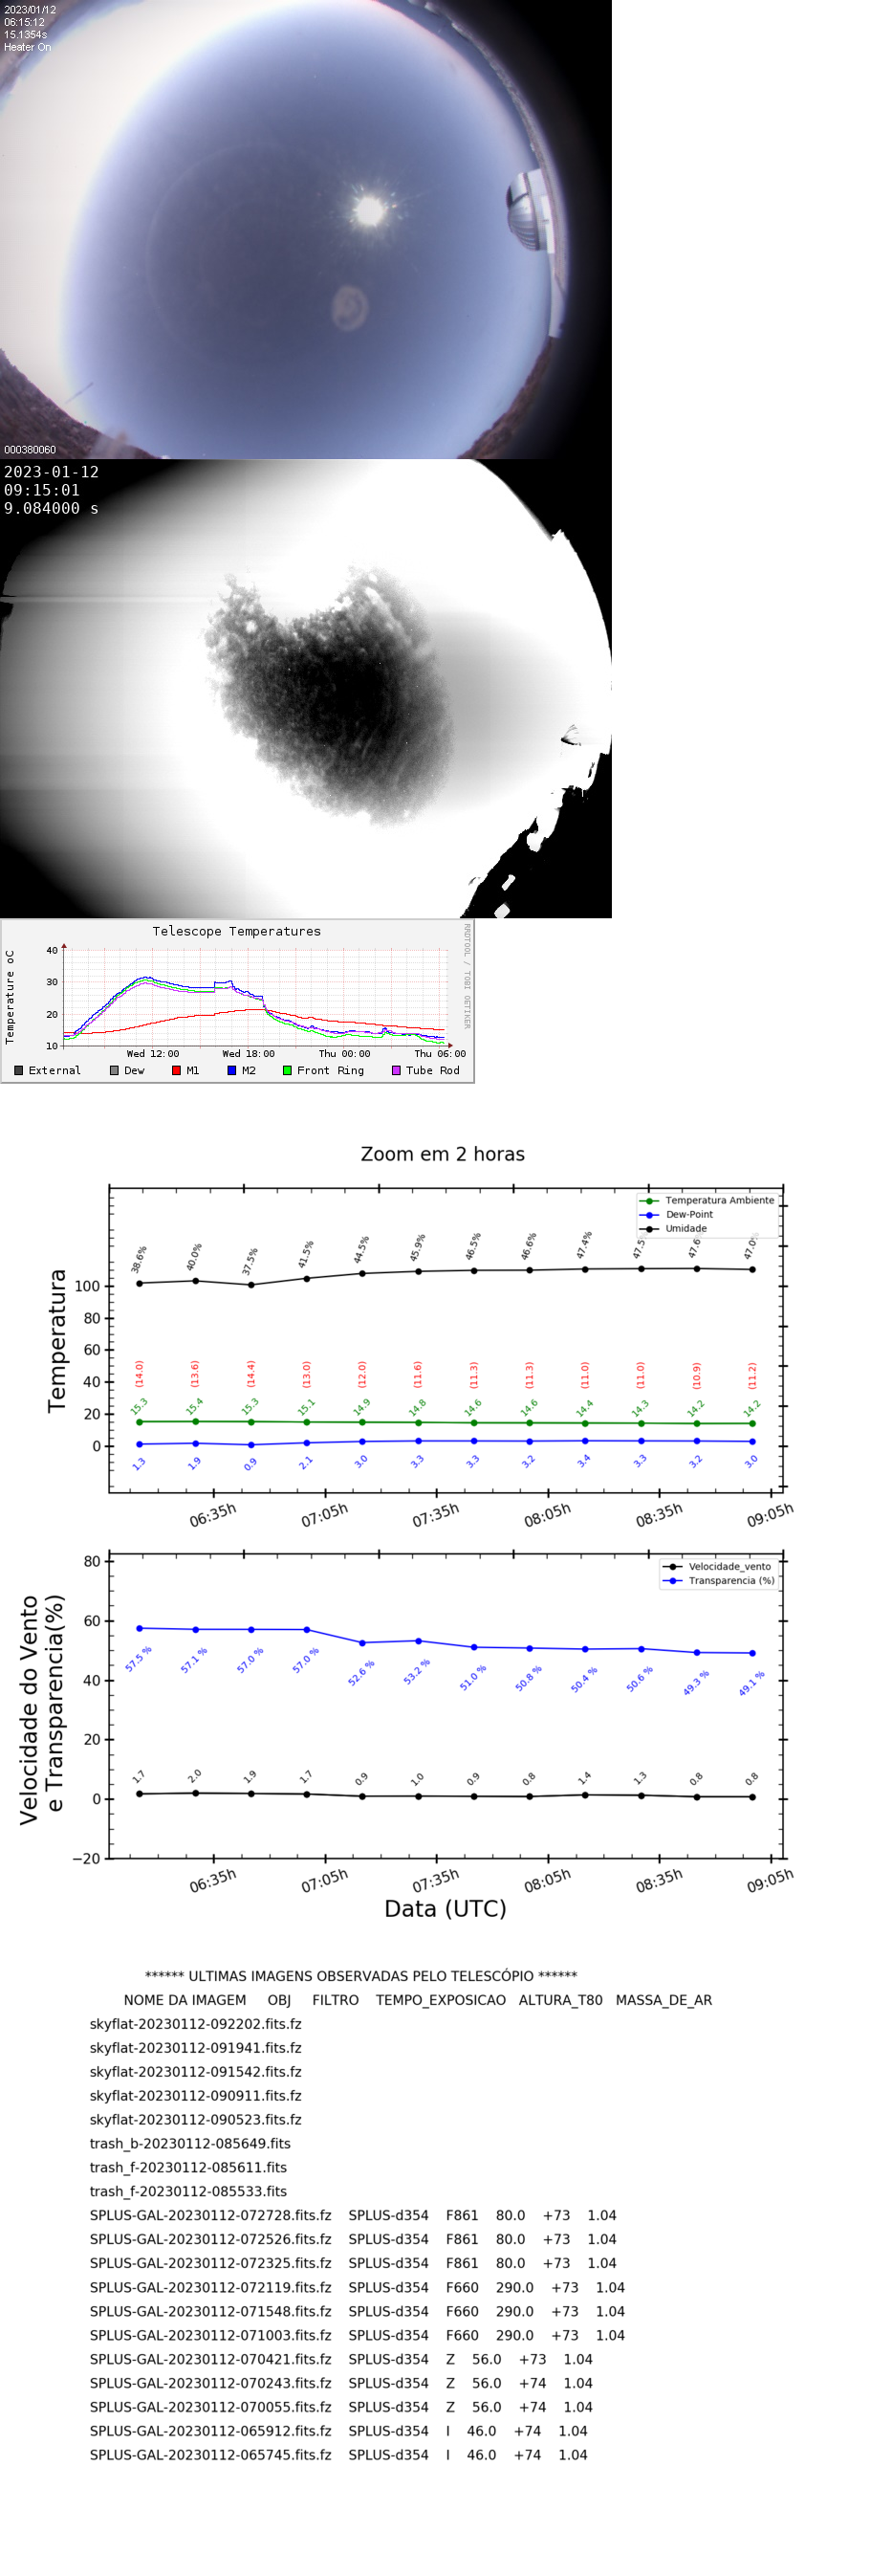 2023/01/12
06:15:12
15.1354s
Heater On
000380060
2023-01-12
09:15:01
9.084000 s
Telescope Temperatures
RRDTOOL / TOBI OETIKER
Temperature oC
40
30
20
10
Wed 12:00 Wed 18:00 Thu 00:00 Thu 06:00
External Dew M1 M2 Front Ring Tube Rod
Zoom em 2 horas
Temperatura Ambiente
Dew-Point
Umidade
Temperatura
38.6% 40.0% 37.5% 41.5% 44.5% 45.9% 46.5% 46.6% 47.4% 47.5 47.6 47.0%
100
80
60
40
20
0
(14.0) (13.6) (14.4) (13.0) (12.0) (11.6) (11.3) (11.3) (11.0) (11.0) (10.9) (11.2)
15.3 15.4 15.3 15.1 14.9 14.8 14.6 14.6 14.4 14.3 14.2 14.2
1.3 1.9 0.9 2.1 3.0 3.3 3.3 3.2 3.4 3.3 3.2 3.0
06:35h 07:05h 07:35h 08:05h 08:35h 09:05h
Velocidade_vento
Transparencia (%)
Velocidade do Vento
e Transparencia(%)
80
60
40
20
0
−20
57.5 % 57.1 % 57.0 % 57.0 % 52.6 % 53.2 % 51.0 % 50.8 % 50.4 % 50.6 % 49.3 % 49.1 %
1.7 2.0 1.9 1.7 0.9 1.0 0.9 0.8 1.4 1.3 0.8 0.8
06:35h 07:05h 07:35h 08:05h 08:35h 09:05h
Data (UTC)
****** ULTIMAS IMAGENS OBSERVADAS PELO TELESCÓPIO ******
NOME DA IMAGEM OBJ FILTRO TEMPO_EXPOSICAO ALTURA_T80 MASSA_DE_AR
skyflat-20230112-092202.fits.fz
skyflat-20230112-091941.fits.fz
skyflat-20230112-091542.fits.fz
skyflat-20230112-090911.fits.fz
skyflat-20230112-090523.fits.fz
trash_b-20230112-085649.fits
trash_f-20230112-085611.fits
trash_f-20230112-085533.fits
SPLUS-GAL-20230112-072728.fits.fz SPLUS-d354 F861 80.0 +73 1.04
SPLUS-GAL-20230112-072526.fits.fz SPLUS-d354 F861 80.0 +73 1.04
SPLUS-GAL-20230112-072325.fits.fz SPLUS-d354 F861 80.0 +73 1.04
SPLUS-GAL-20230112-072119.fits.fz SPLUS-d354 F660 290.0 +73 1.04
SPLUS-GAL-20230112-071548.fits.fz SPLUS-d354 F660 290.0 +73 1.04
SPLUS-GAL-20230112-071003.fits.fz SPLUS-d354 F660 290.0 +73 1.04
SPLUS-GAL-20230112-070421.fits.fz SPLUS-d354 Z 56.0 +73 1.04
SPLUS-GAL-20230112-070243.fits.fz SPLUS-d354 Z 56.0 +74 1.04
SPLUS-GAL-20230112-070055.fits.fz SPLUS-d354 Z 56.0 +74 1.04
SPLUS-GAL-20230112-065912.fits.fz SPLUS-d354 I 46.0 +74 1.04
SPLUS-GAL-20230112-065745.fits.fz SPLUS-d354 I 46.0 +74 1.04